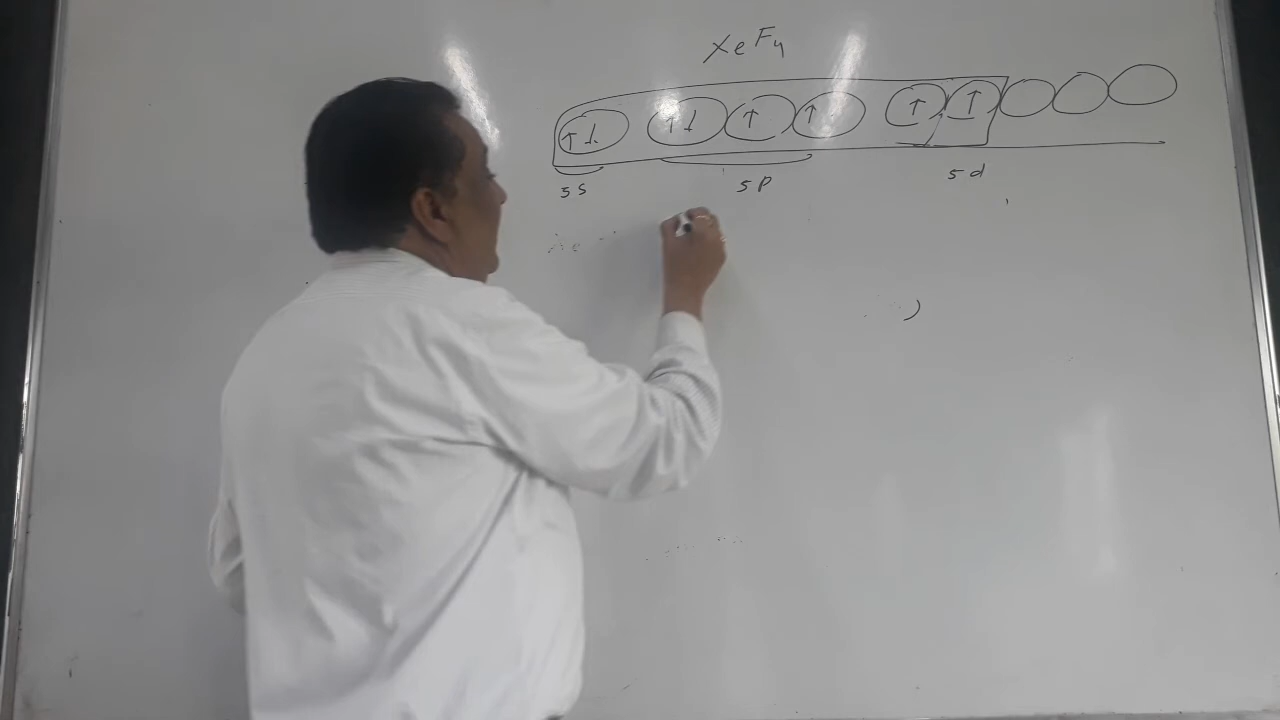 XeF4
↑↓ ↑↓ ↑ ↑ ↑ ↑
5s 5p 5d